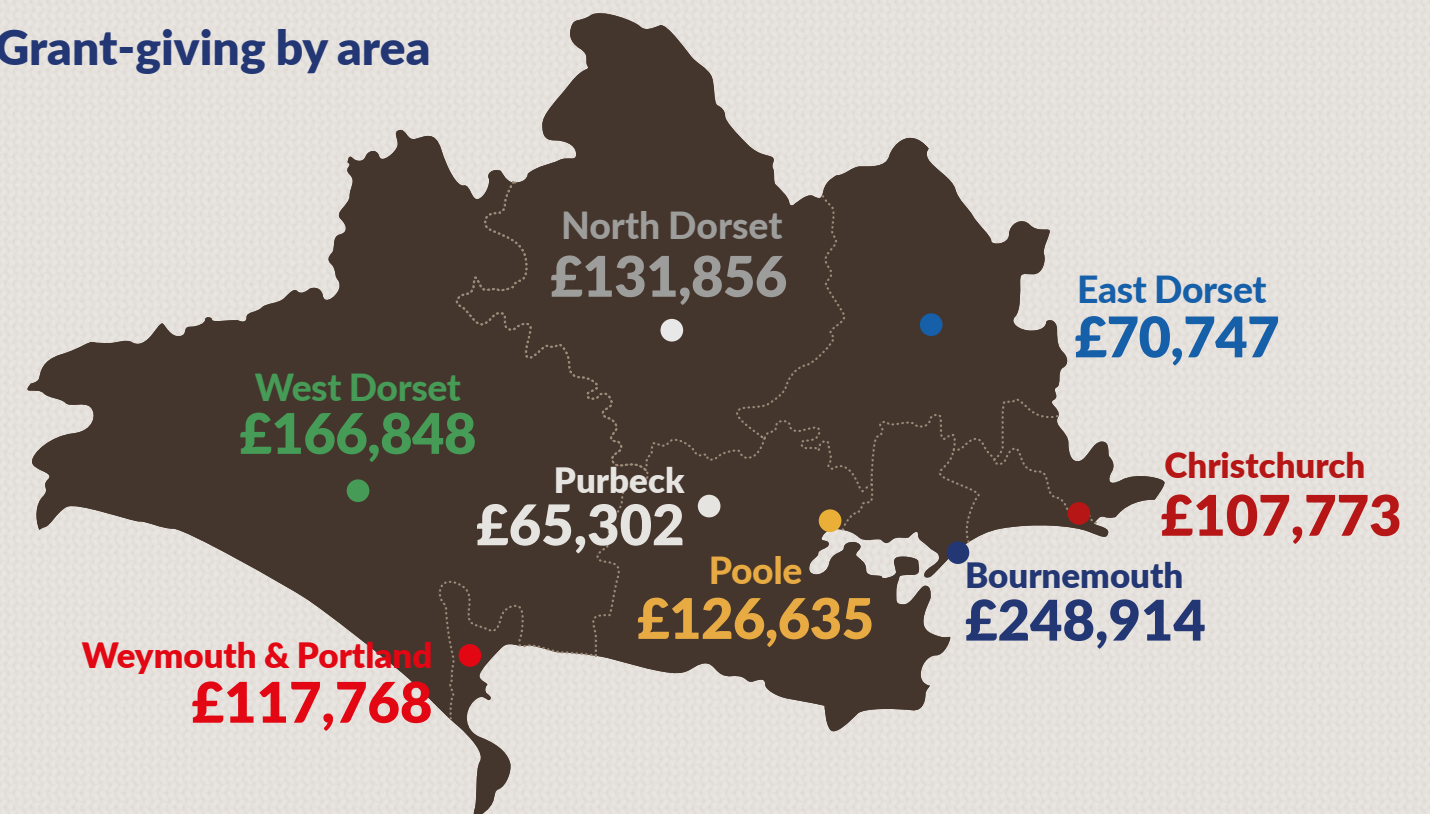 Grant-giving by area
North Dorset
£131,856
East Dorset
£70,747
West Dorset
£166,848
Purbeck
£65,302
Christchurch
£107,773
Poole
£126,635
Bournemouth
£248,914
Weymouth & Portland
£117,768